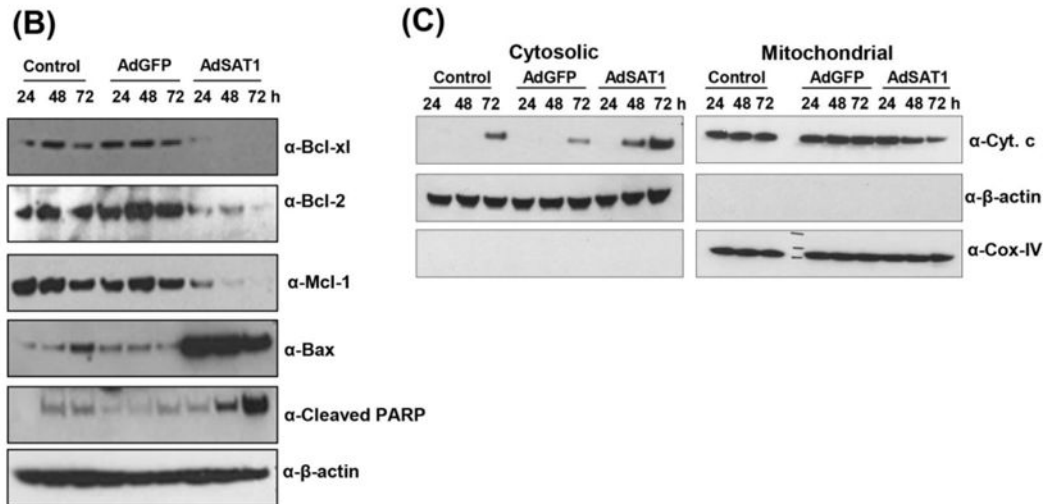 (B)
Control AdGFP AdSAT1
24 48 72 24 48 72 24 48 72 h
α-Bcl-xl
α-Bcl-2
α-Mcl-1
α-Bax
α-Cleaved PARP
α-β-actin
(C)
Cytosolic Mitochondrial
Control AdGFP AdSAT1 Control AdGFP AdSAT1
24 48 72 24 48 72 24 48 72 h 24 48 72 24 48 72 24 48 72 h
α-Cyt. c
α-β-actin
α-Cox-IV